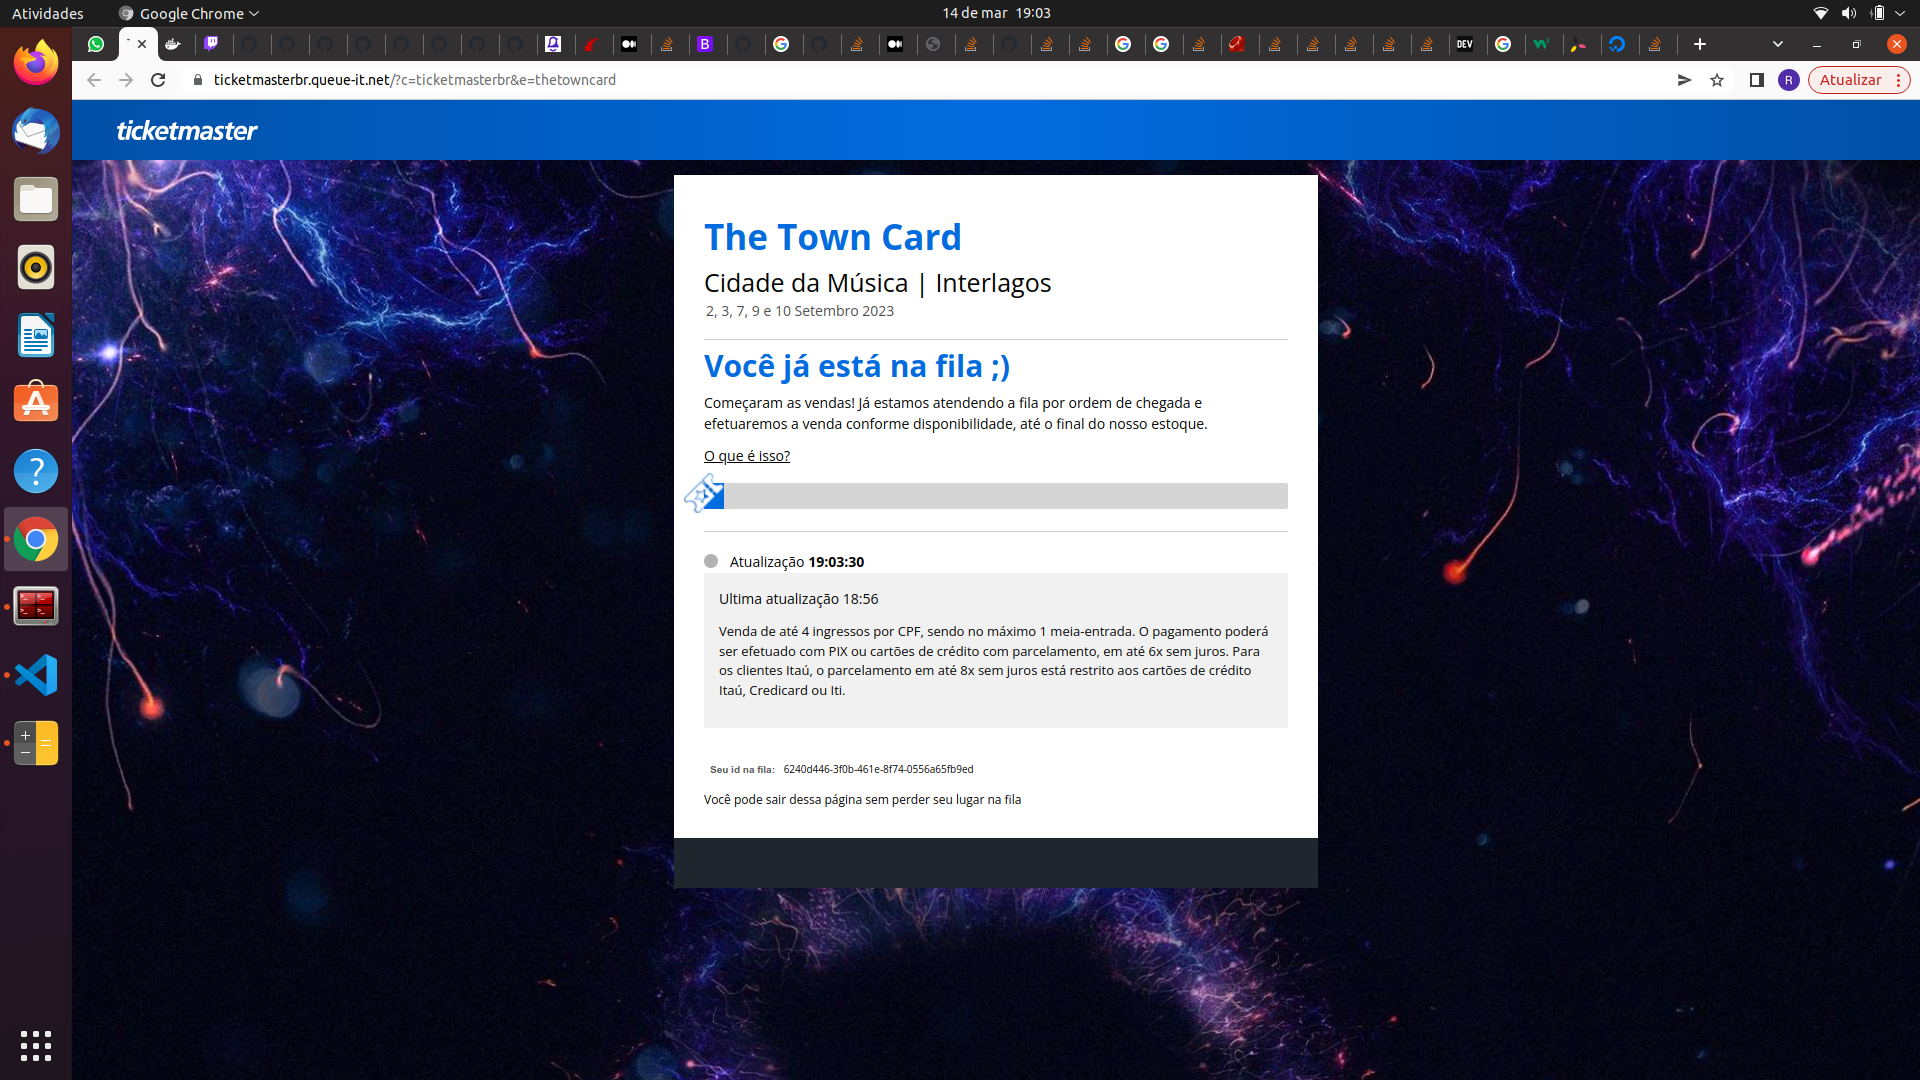 Atividades
Google Chrome
14 de mar 19:03
DEV
ticketmasterbr.queue-it.net/?c=ticketmasterbr&e=thetowncard
R
Atualizar
ticketmaster
The Town Card
Cidade da Música | Interlagos
2, 3, 7, 9 e 10 Setembro 2023
Você já está na fila ;)
Começaram as vendas! Já estamos atendendo a fila por ordem de chegada e
efetuaremos a venda conforme disponibilidade, até o final do nosso estoque.
O que é isso?
Atualização 19:03:30
Ultima atualização 18:56
Venda de até 4 ingressos por CPF, sendo no máximo 1 meia-entrada. O pagamento poderá
ser efetuado com PIX ou cartões de crédito com parcelamento, em até 6x sem juros. Para
os clientes Itaú, o parcelamento em até 8x sem juros está restrito aos cartões de crédito
Itaú, Credicard ou Iti.
Seu id na fila: 6240d446-3f0b-461e-8f74-0556a65fb9ed
Você pode sair dessa página sem perder seu lugar na fila